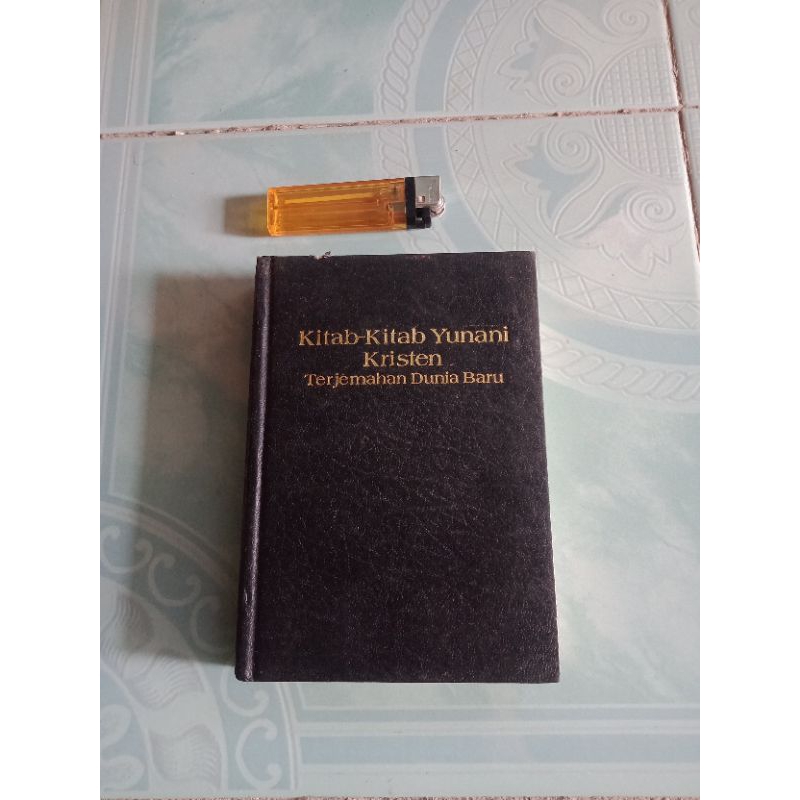 Kitab-Kitab Yunani
Kristen
Terjemahan Dunia Baru